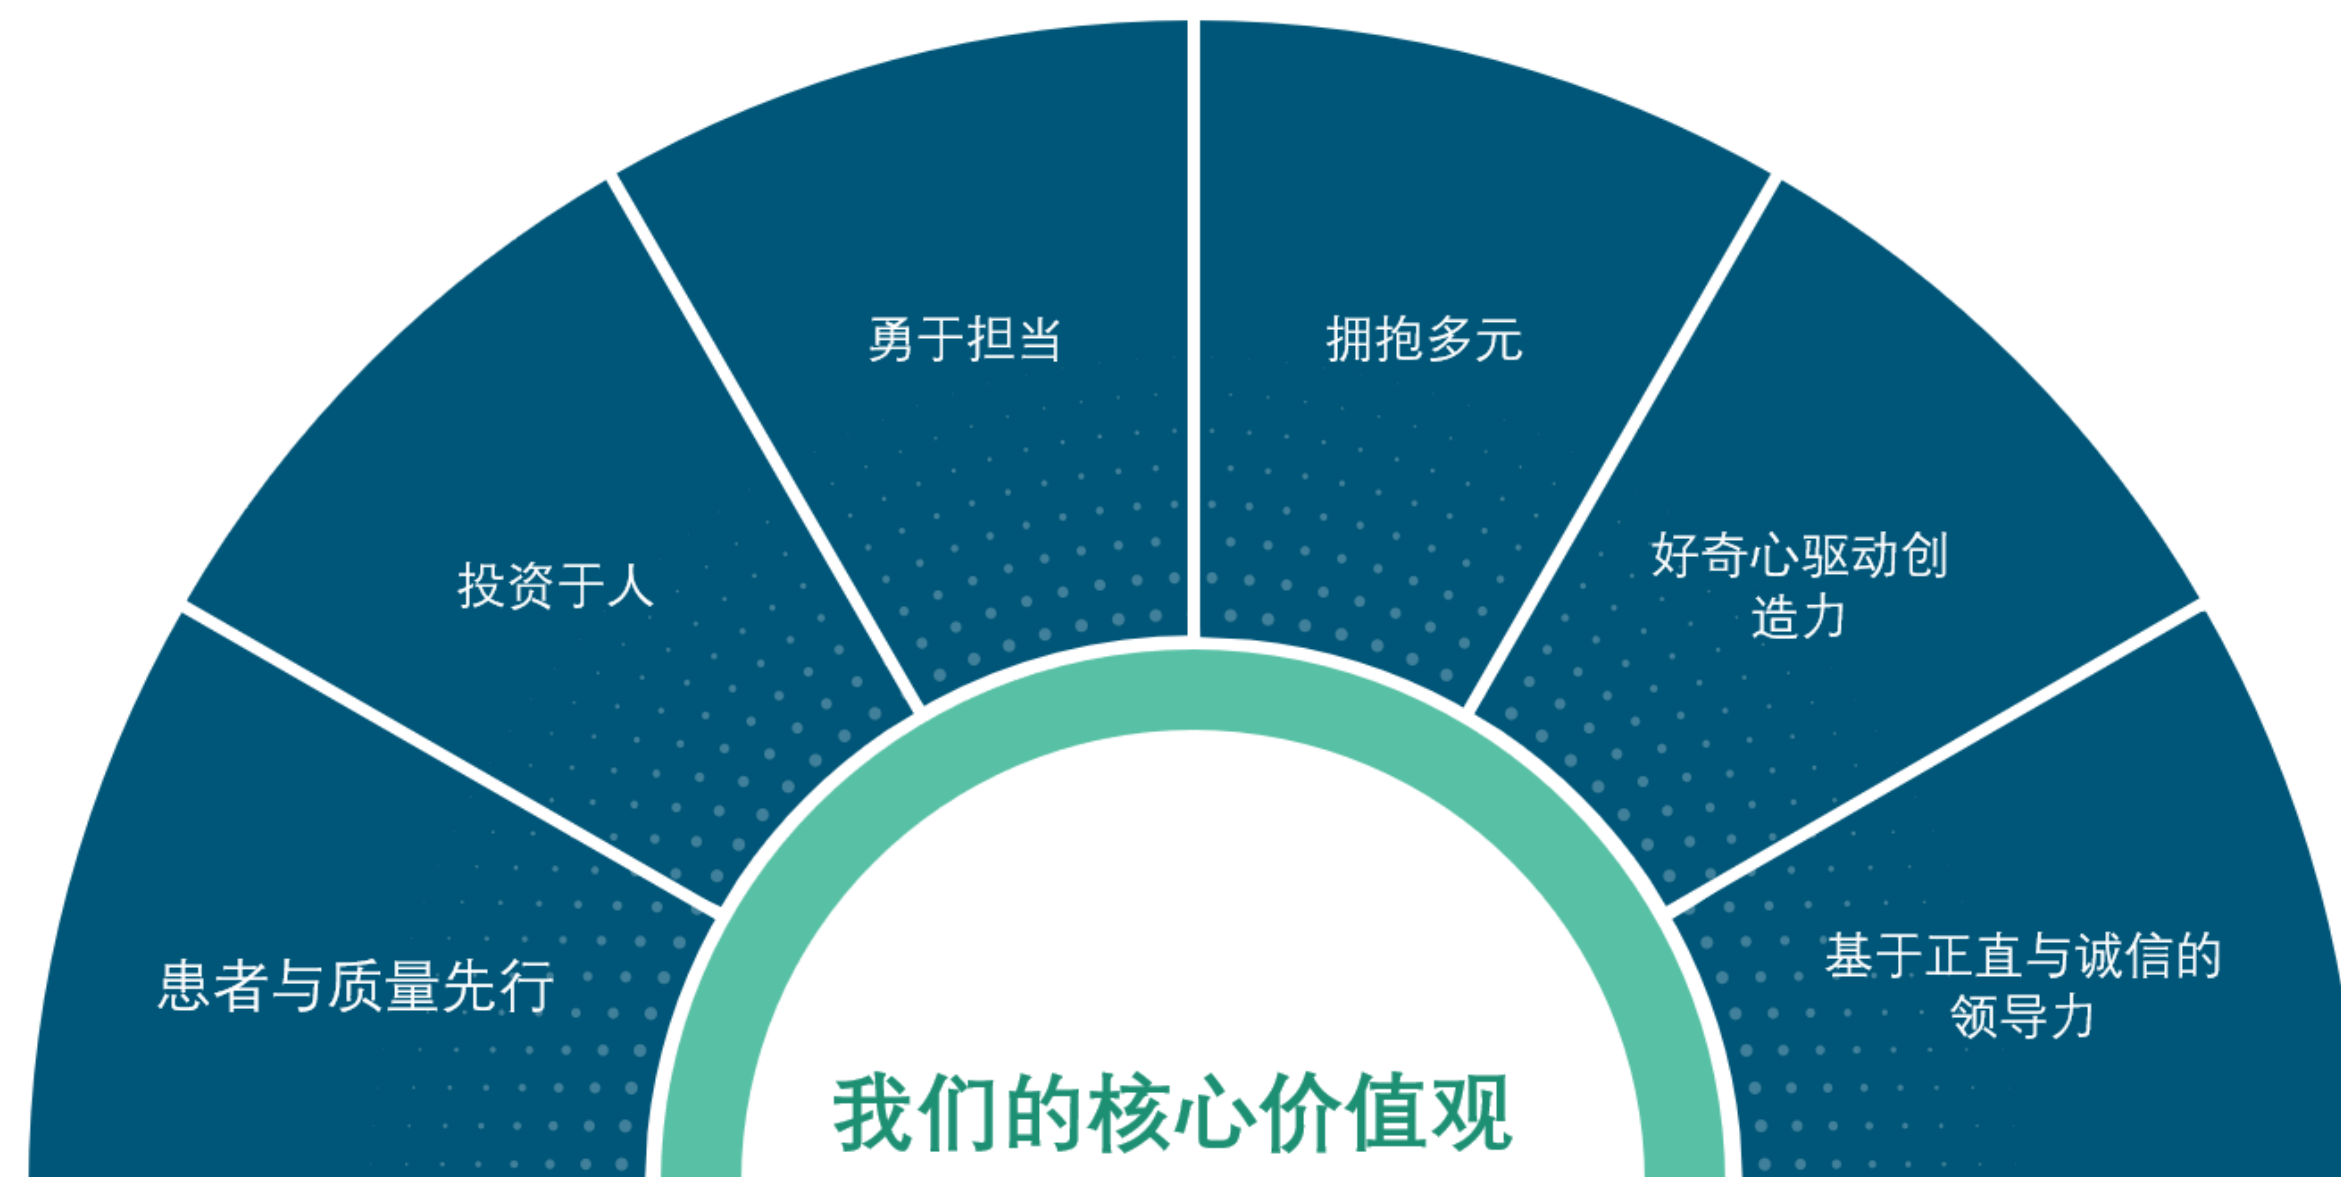 勇于担当
拥抱多元
投资于人
好奇心驱动创
造力
患者与质量先行
基于正直与诚信的
领导力
我们的核心价值观